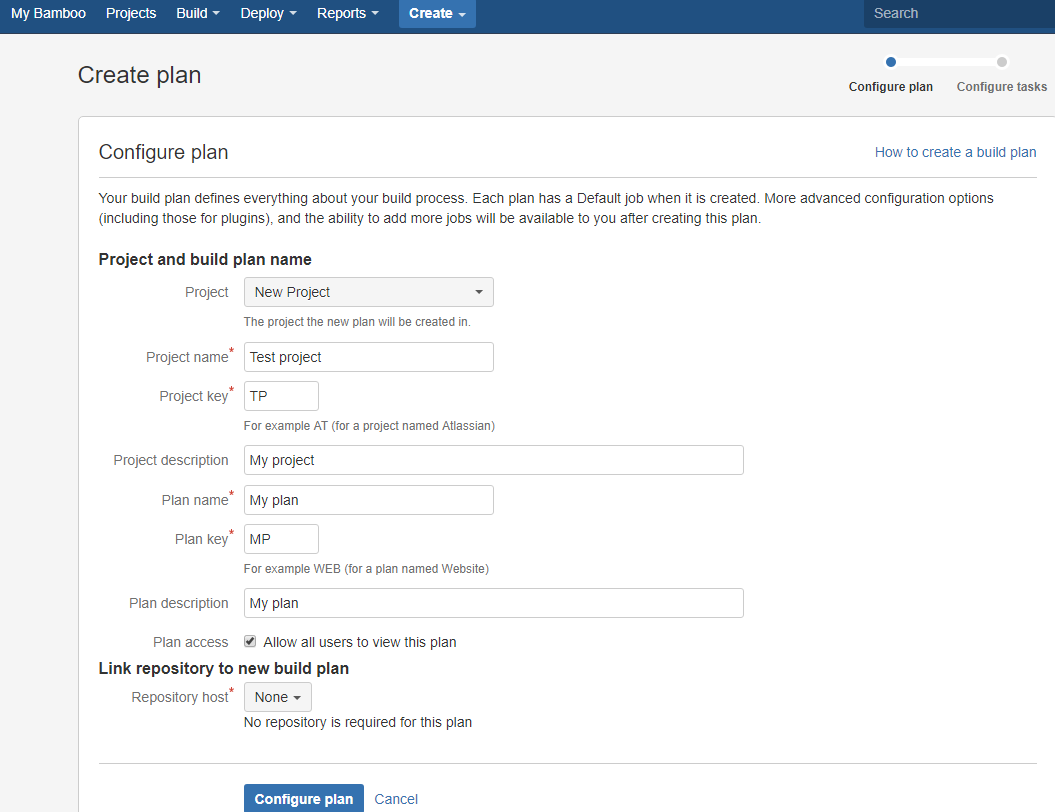 My Bamboo Projects Build Deploy Reports Create Search
Create plan
Configure plan Configure tasks
Configure plan How to create a build plan
Your build plan defines everything about your build process. Each plan has a Default job when it is created. More advanced configuration options
(including those for plugins), and the ability to add more jobs will be available to you after creating this plan.
Project and build plan name
Project New Project
The project the new plan will be created in.
Project name* Test project
Project key* TP
For example AT (for a project named Atlassian)
Project description My project
Plan name* My plan
Plan key* MP
For example WEB (for a plan named Website)
Plan description My plan
Plan access Allow all users to view this plan
Link repository to new build plan
Repository host* None
No repository is required for this plan
Configure plan Cancel